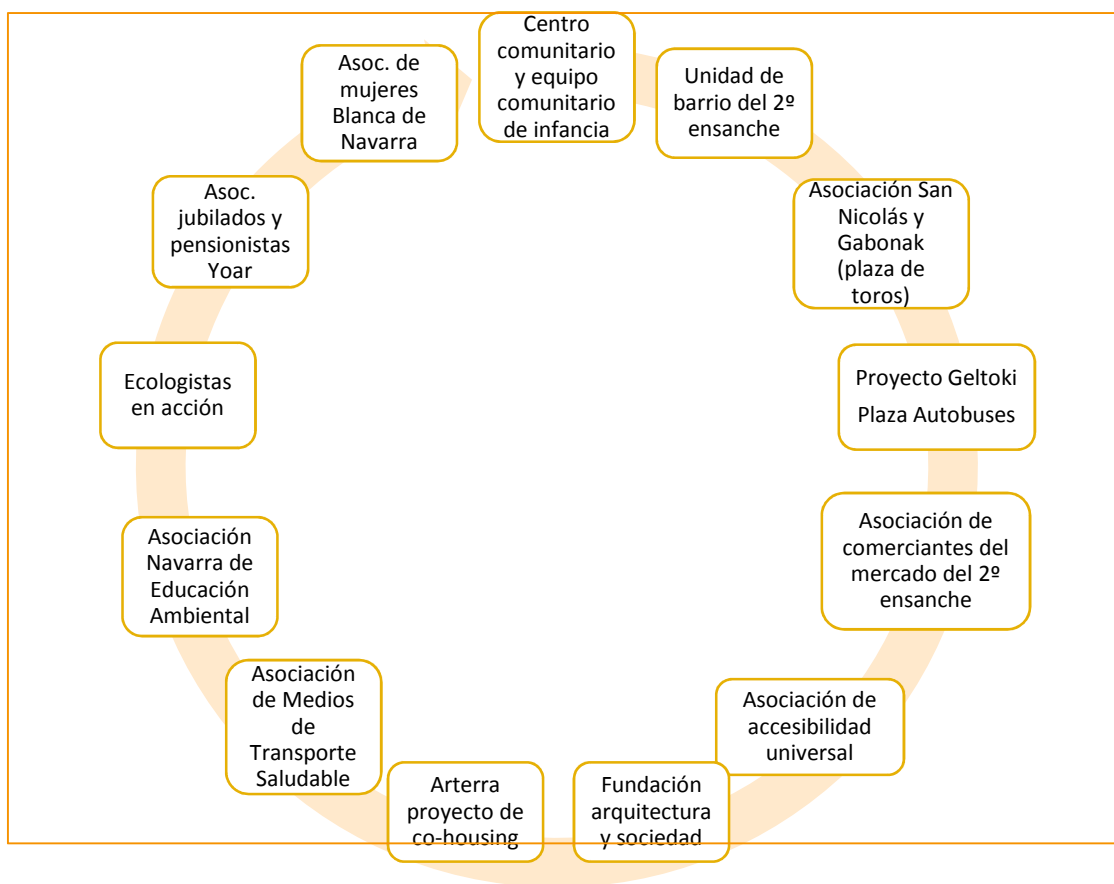 Centro
comunitario
y equipo
comunitario
de infancia
Unidad de
barrio del 2º
ensanche
Asociación San
Nicolás y
Gabonak
(plaza de
toros)
Proyecto Geltoki
Plaza Autobuses
Asociación de
comerciantes del
mercado del 2º
ensanche
Asociación de
accesibilidad
universal
Fundación
arquitectura
y sociedad
Arterra
proyecto de
co-housing
Asociación
de Medios
de
Transporte
Saludable
Asociación
Navarra de
Educación
Ambiental
Ecologistas
en acción
Asoc.
jubilados y
pensionistas
Yoar
Asoc. de
mujeres
Blanca de
Navarra